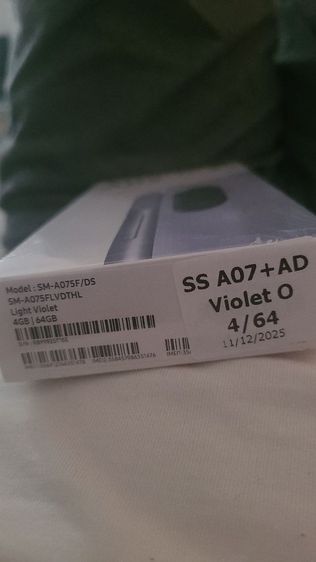 Model : SM-A075F/DS
SM-A075FLVDTHL
Light Violet
4GB | 64GB
SS A07+AD
Violet O
4/64
11/12/2025